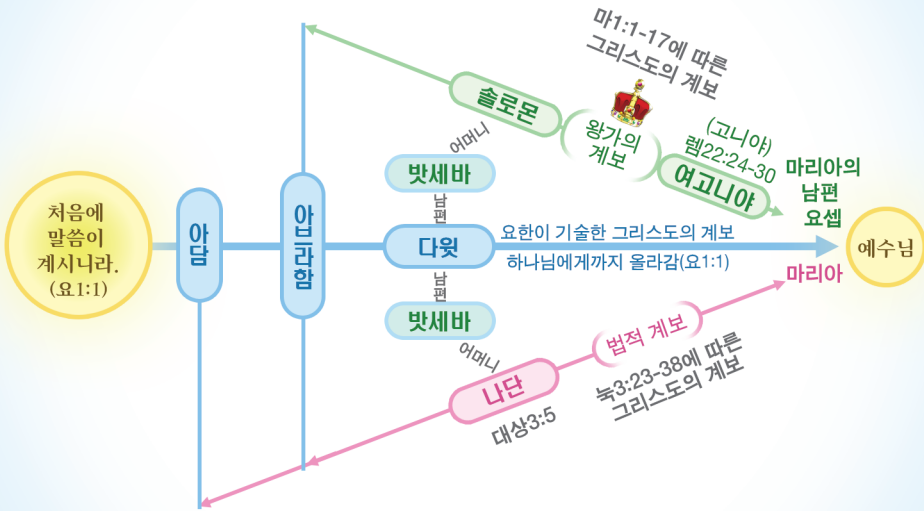 마1:1-17에 따른
그리스도의 계보
솔로몬
왕가의
계보
(고니야)
렘22:24-30
여고니야
어머니
밧세바
남편
마리아의
남편
요셉
처음에
말씀이
계시니라.
(요1:1)
아담
아브라함
다윗
요한이 기술한 그리스도의 계보
하나님에게까지 올라감(요1:1)
예수님
마리아
남편
밧세바
어머니
나단
대상3:5
법적 계보
눅3:23-38에 따른
그리스도의 계보